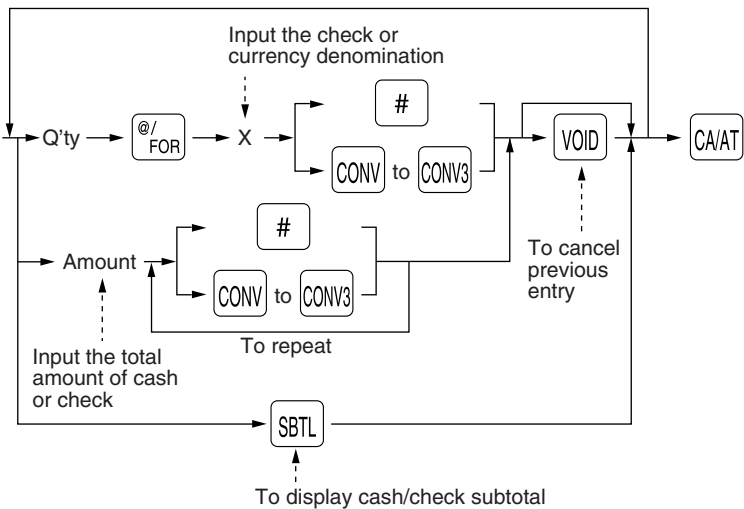 Input the check or
currency denomination
#
Q'ty @/FOR X VOID CA/AT
CONV to CONV3
#
Amount
CONV to CONV3
To cancel
previous
entry
To repeat
Input the total
amount of cash
or check
SBTL
To display cash/check subtotal